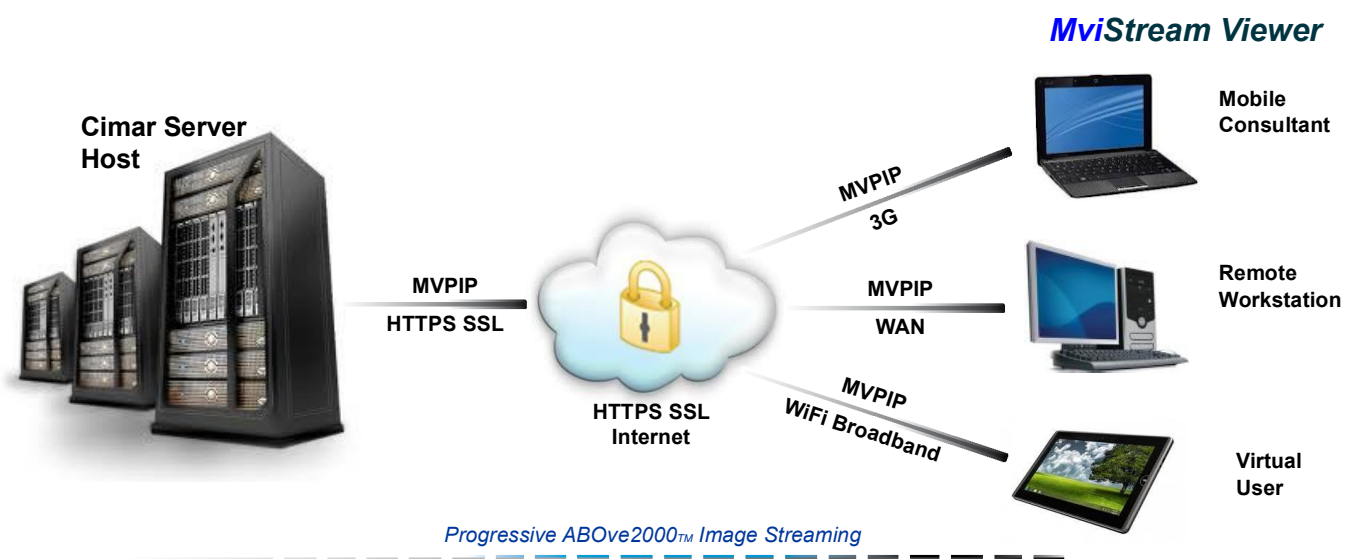 MviStream Viewer
Cimar Server
Host
Mobile
Consultant
MVPIP
3G
MVPIP
HTTPS SSL
MVPIP
WAN
Remote
Workstation
HTTPS SSL
Internet
MVPIP
WiFi Broadband
Virtual
User
Progressive ABOve2000TM Image Streaming